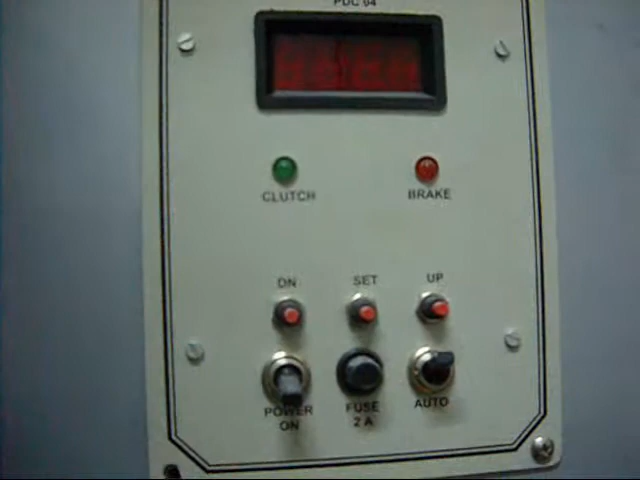 PDC 04
CLUTCH BRAKE
DN SET UP
POWER ON
FUSE 2 A
AUTO